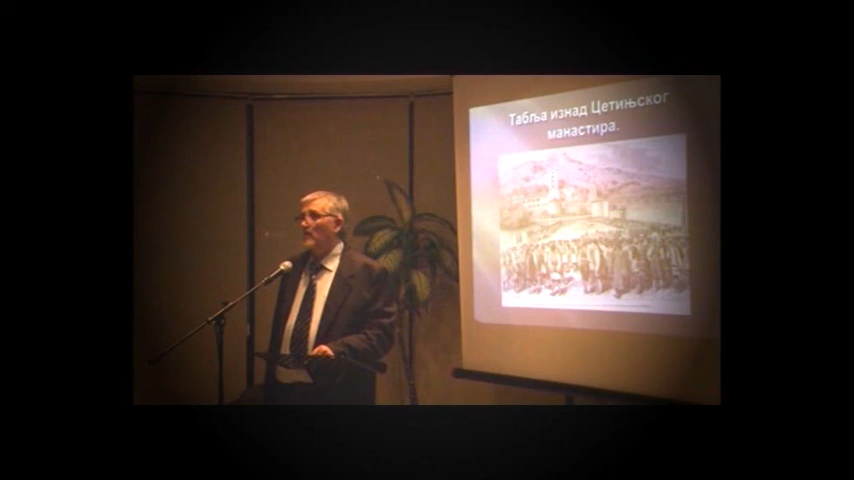 Табља изнад Цетињског
манастира.